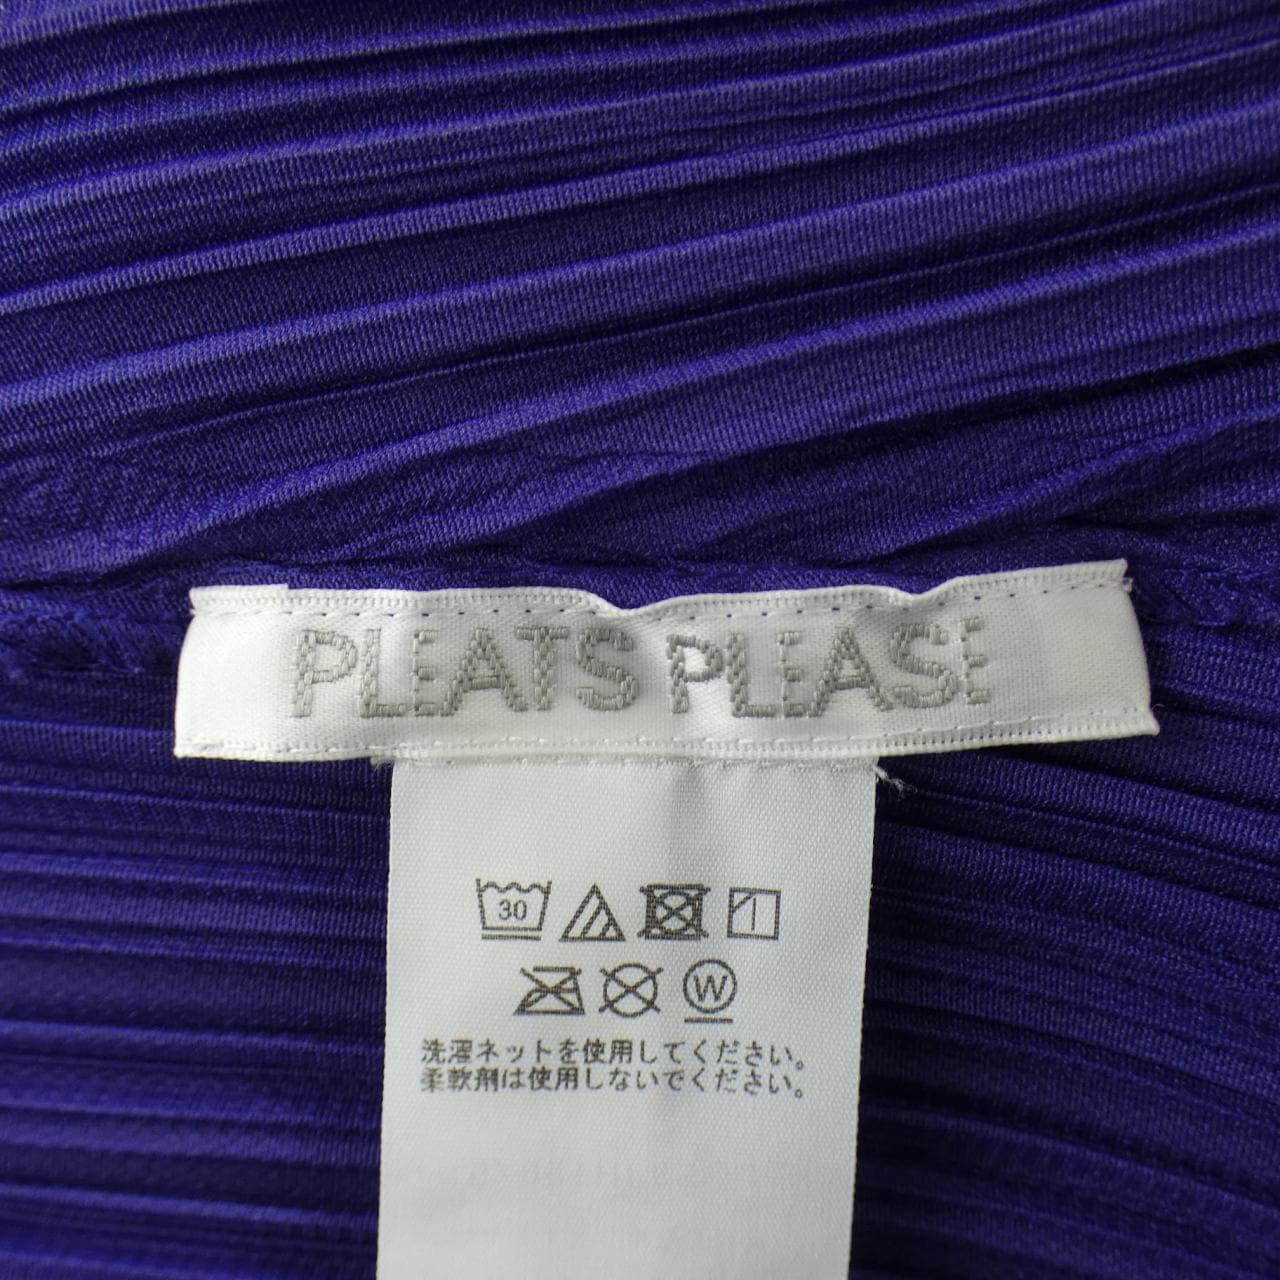 PLEATS PLEASE
30
W
洗濯ネットを使用してください。
柔軟剤は使用しないでください。